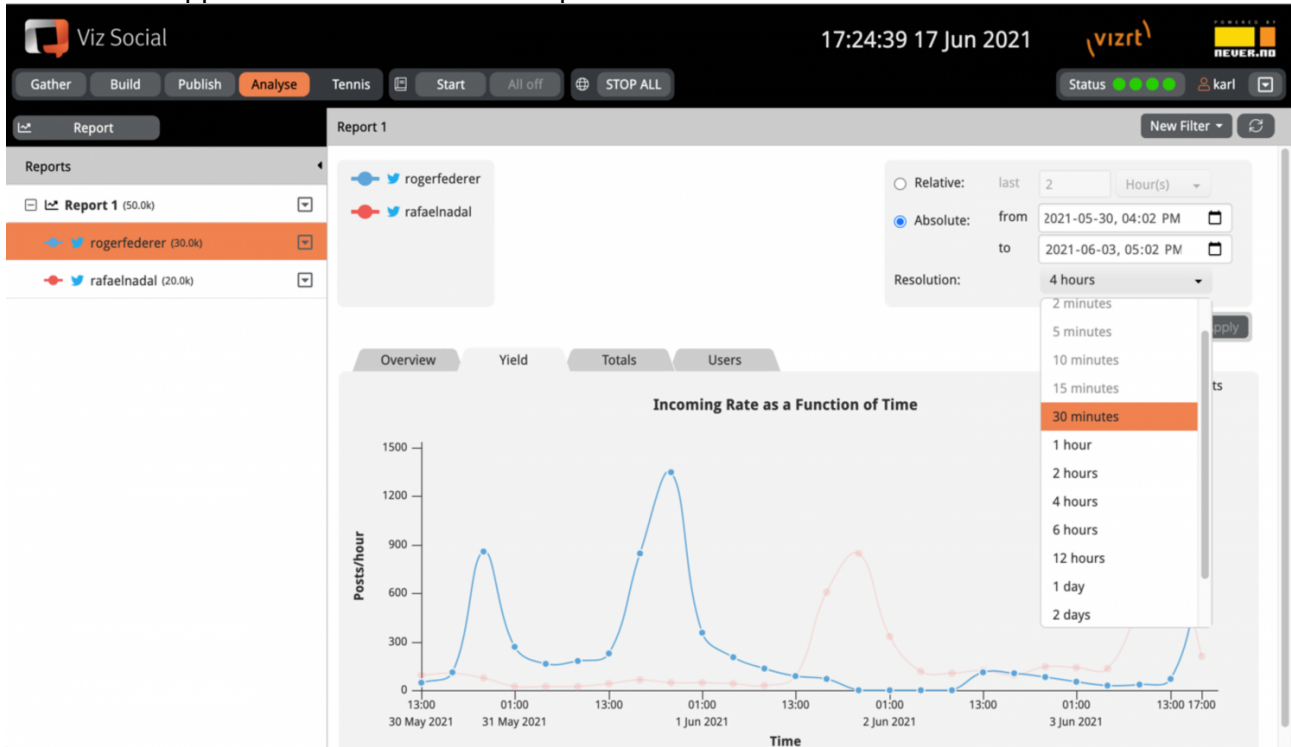 Viz Social
17:24:39 17 Jun 2021
vizrt
POWERED BY
never.no
Gather Build Publish Analyse Tennis Start All off STOP ALL
Status karl
Report
Report 1
New Filter
Reports
Report 1 (50.0k)
rogerfederer (30.0k)
rafaelnadal (20.0k)
rogerfederer
rafaelnadal
Relative: last 2 Hour(s)
Absolute: from 2021-05-30, 04:02 PM
to 2021-06-03, 05:02 PM
Resolution: 4 hours
2 minutes
5 minutes
10 minutes
15 minutes
30 minutes
1 hour
2 hours
4 hours
6 hours
12 hours
1 day
2 days
Overview Yield Totals Users
Incoming Rate as a Function of Time
Posts/hour
1500
1200
900
600
300
0
13:00 01:00 13:00 01:00 13:00 01:00 13:00 01:00 13:00 17:00
30 May 2021 31 May 2021 1 Jun 2021 2 Jun 2021 3 Jun 2021
Time